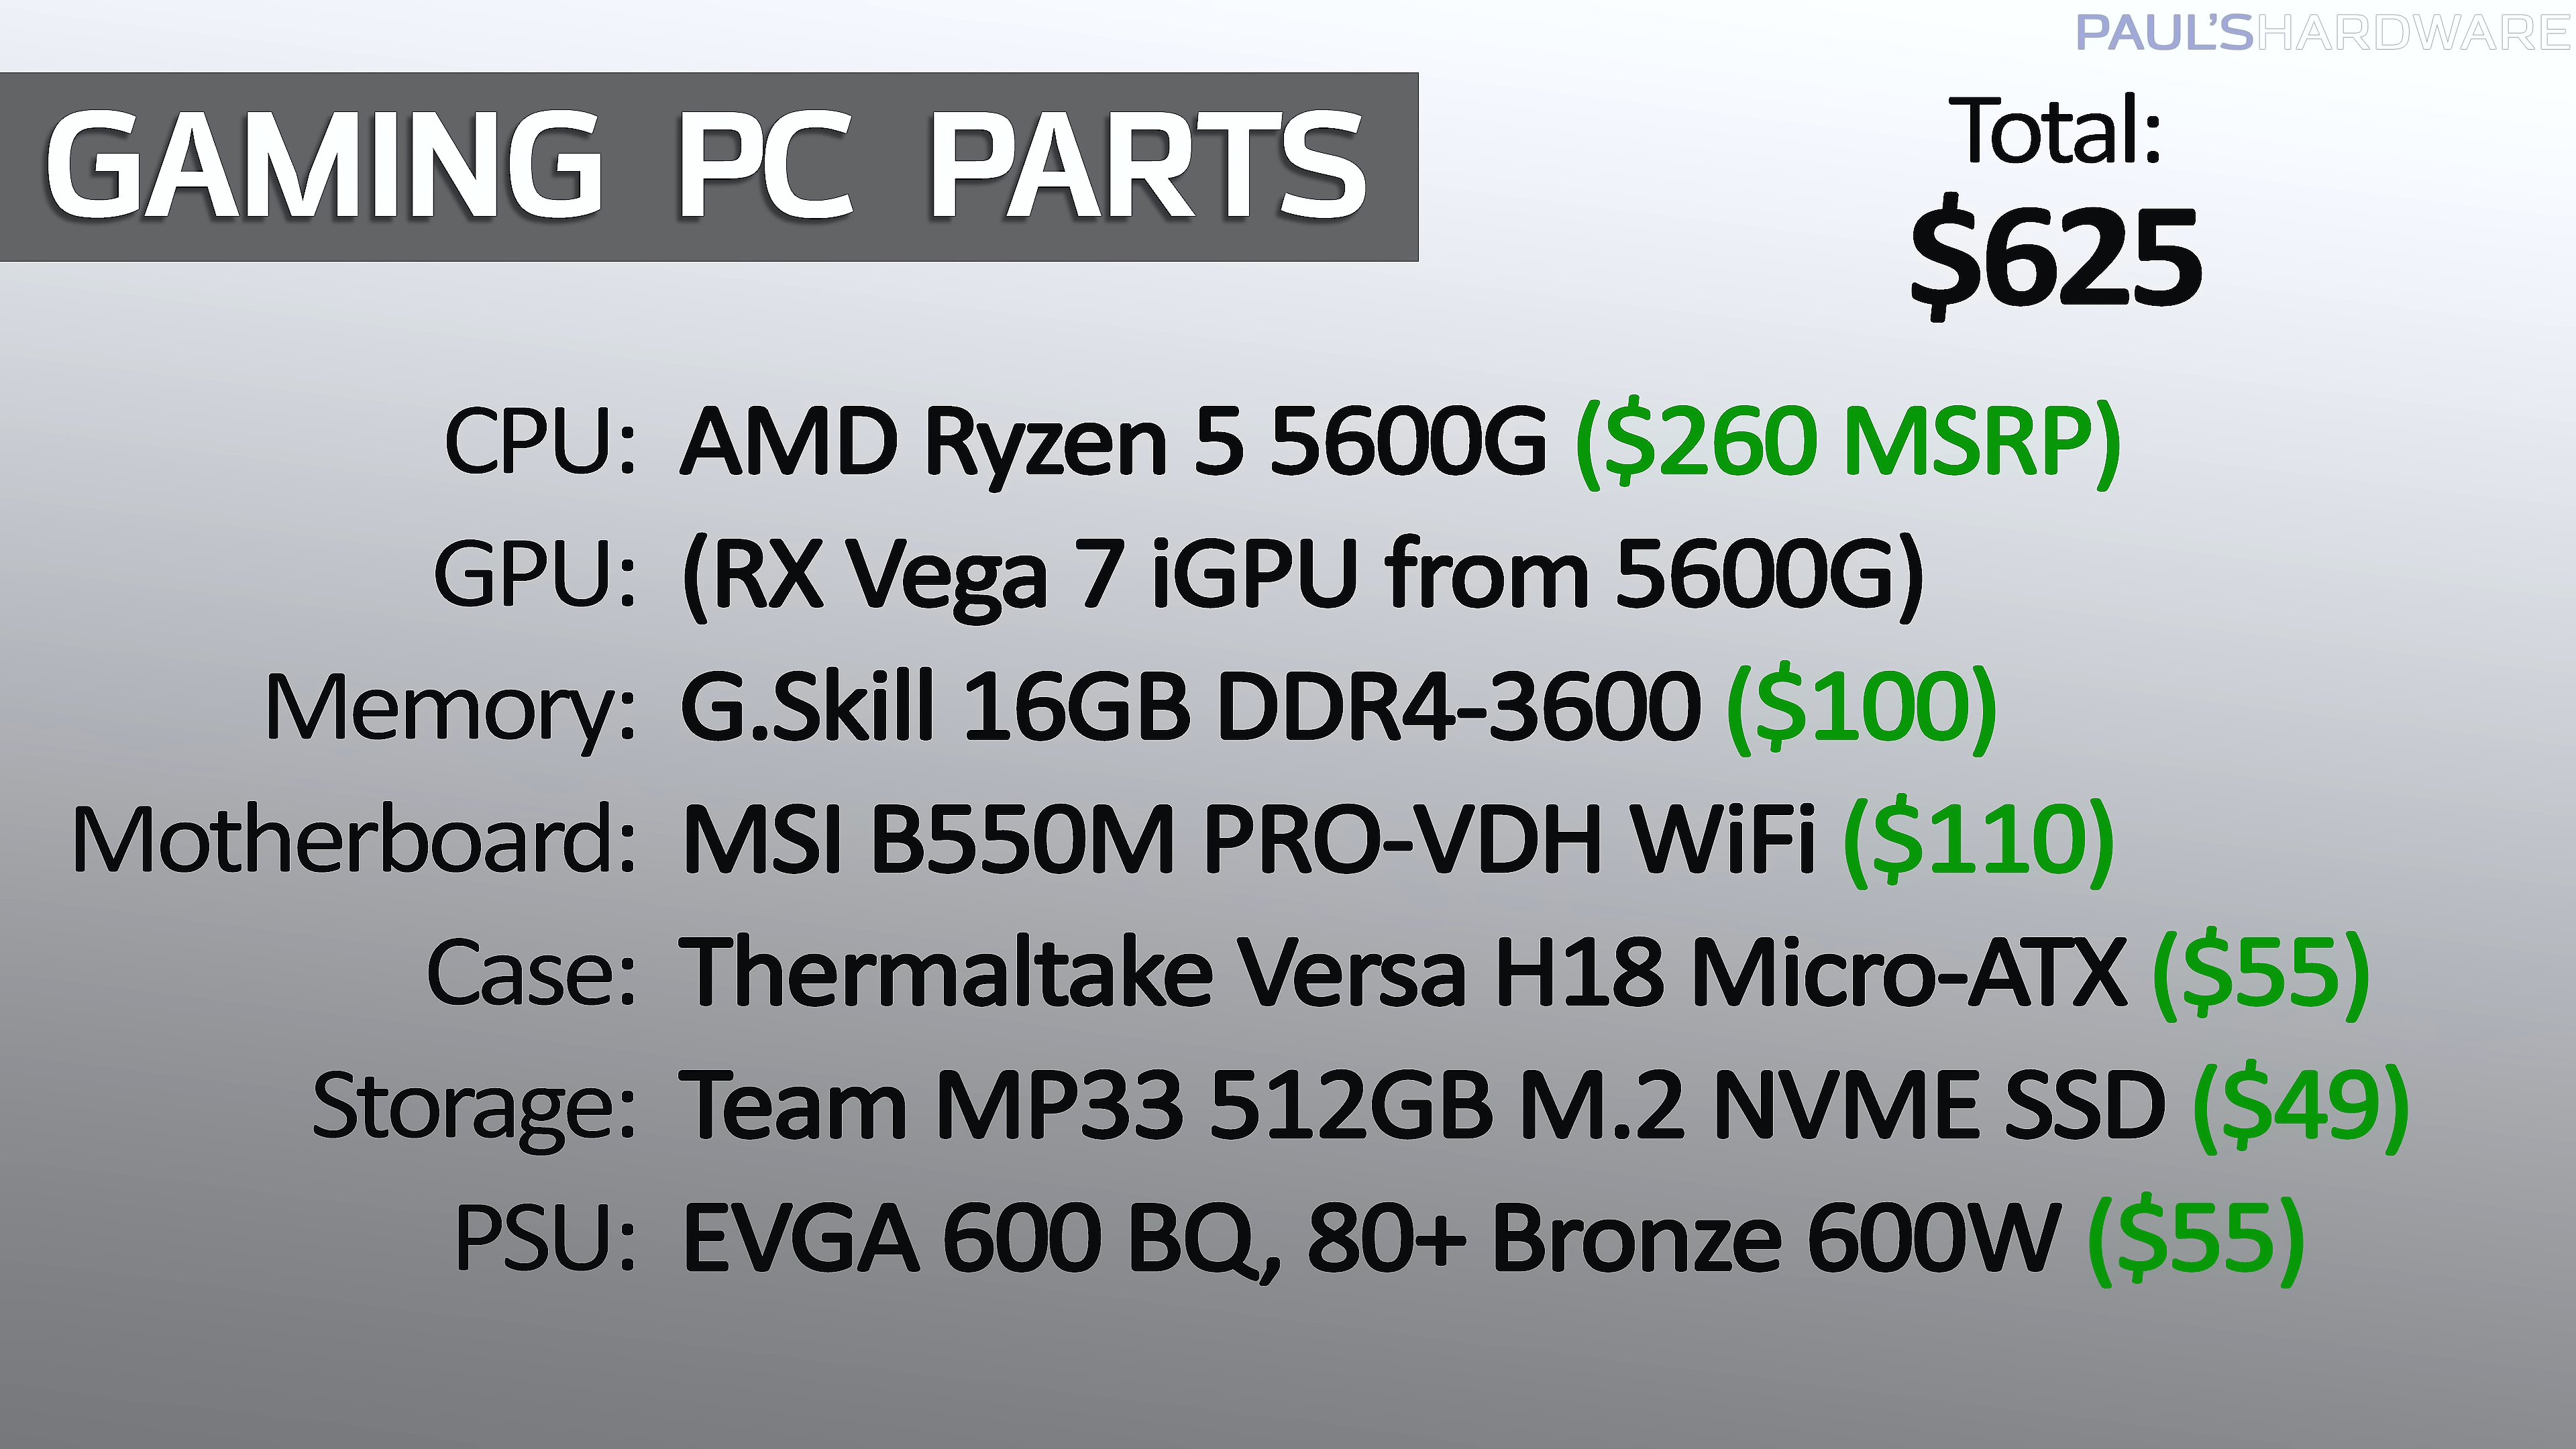 PAUL'SHARDWARE
GAMING PC PARTS
Total:
$625
CPU: AMD Ryzen 5 5600G ($260 MSRP)
GPU: (RX Vega 7 iGPU from 5600G)
Memory: G.Skill 16GB DDR4-3600 ($100)
Motherboard: MSI B550M PRO-VDH WiFi ($110)
Case: Thermaltake Versa H18 Micro-ATX ($55)
Storage: Team MP33 512GB M.2 NVME SSD ($49)
PSU: EVGA 600 BQ, 80+ Bronze 600W ($55)